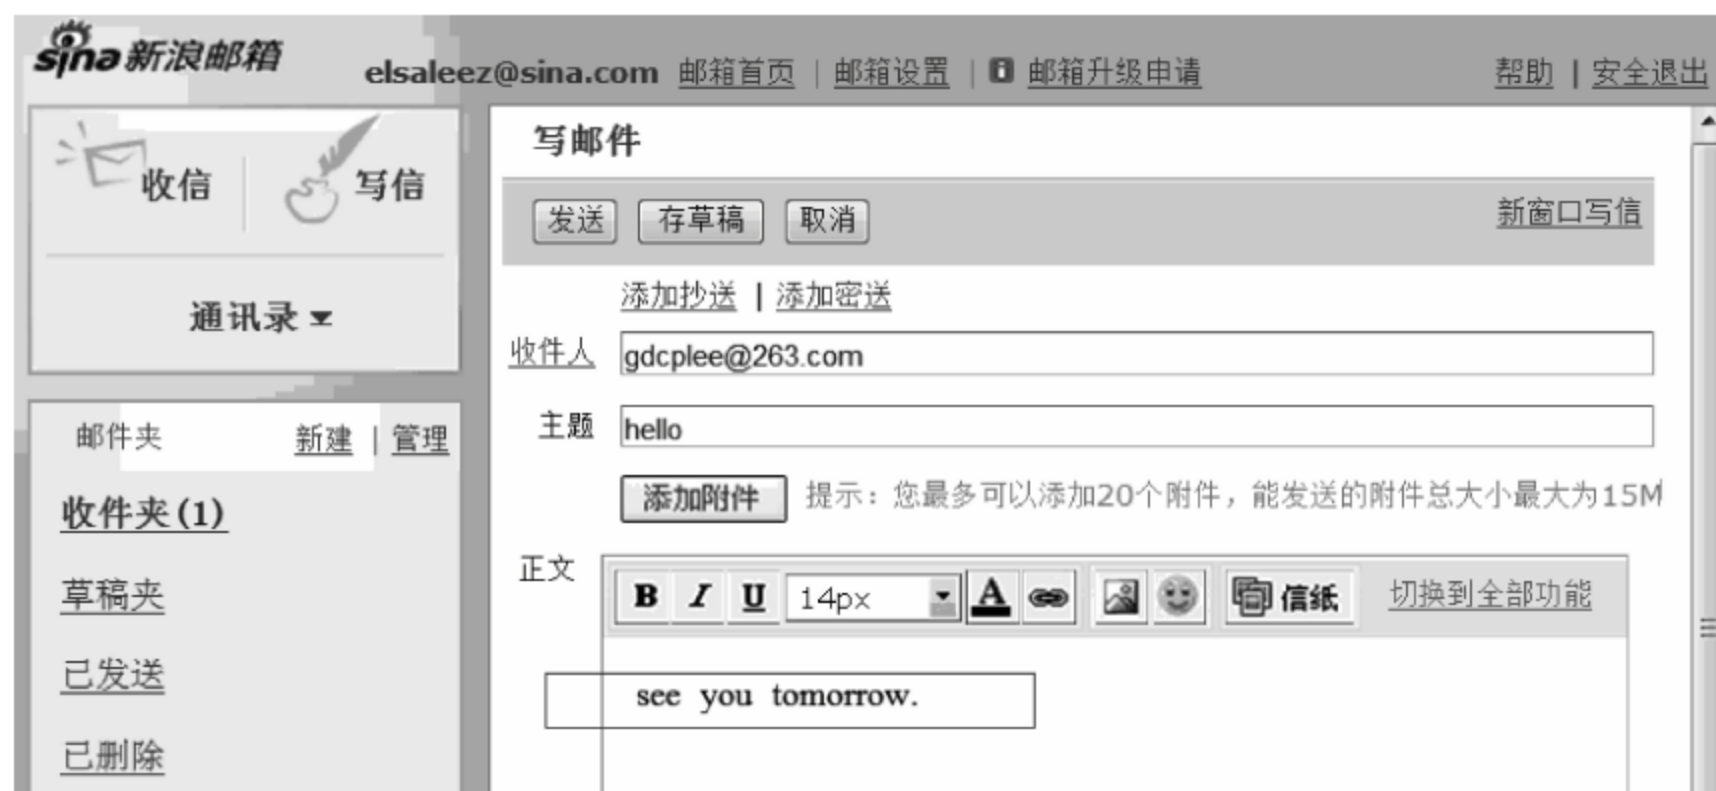 sina新浪邮箱
elsaleez@sina.com 邮箱首页 | 邮箱设置 | 邮箱升级申请 帮助 | 安全退出
收信 写信
通讯录
邮件夹 新建 | 管理
收件夹(1)
草稿夹
已发送
已删除
写邮件
发送 存草稿 取消 新窗口写信
添加抄送 | 添加密送
收件人 gdcplee@263.com
主题 hello
添加附件 提示：您最多可以添加20个附件，能发送的附件总大小最大为15M
正文
B I U 14px A 信纸 切换到全部功能
see you tomorrow.